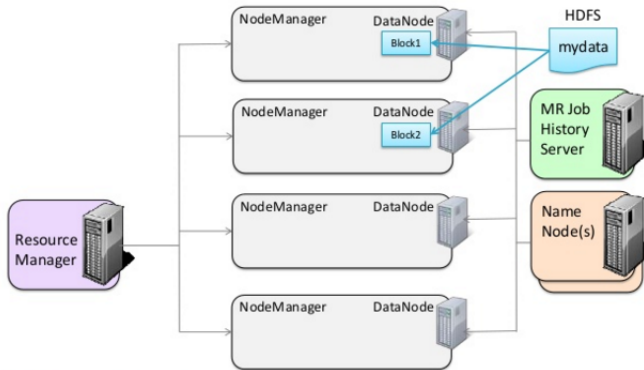 NodeManager DataNode
Block1
HDFS
mydata
NodeManager DataNode
Block2
MR Job
History
Server
NodeManager DataNode
Name
Node(s)
Resource
Manager
NodeManager DataNode